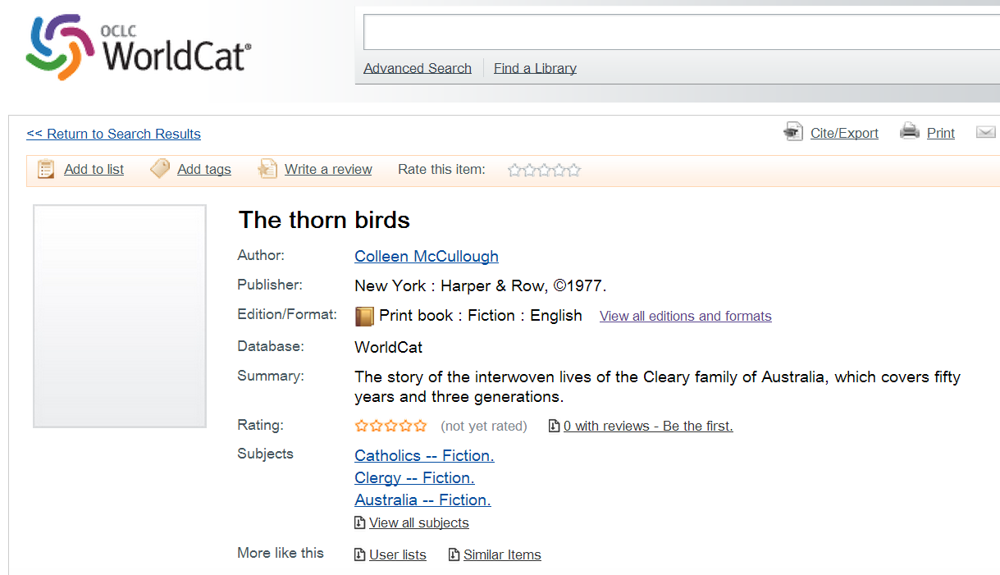 OCLC
WorldCat®
Advanced Search
Find a Library
<< Return to Search Results
Cite/Export
Print
Add to list
Add tags
Write a review
Rate this item:
The thorn birds
Author:
Colleen McCullough
Publisher:
New York : Harper & Row, ©1977.
Edition/Format:
Print book : Fiction : English
View all editions and formats
Database:
WorldCat
Summary:
The story of the interwoven lives of the Cleary family of Australia, which covers fifty
years and three generations.
Rating:
(not yet rated)
0 with reviews - Be the first.
Subjects
Catholics -- Fiction.
Clergy -- Fiction.
Australia -- Fiction.
View all subjects
More like this
User lists
Similar Items